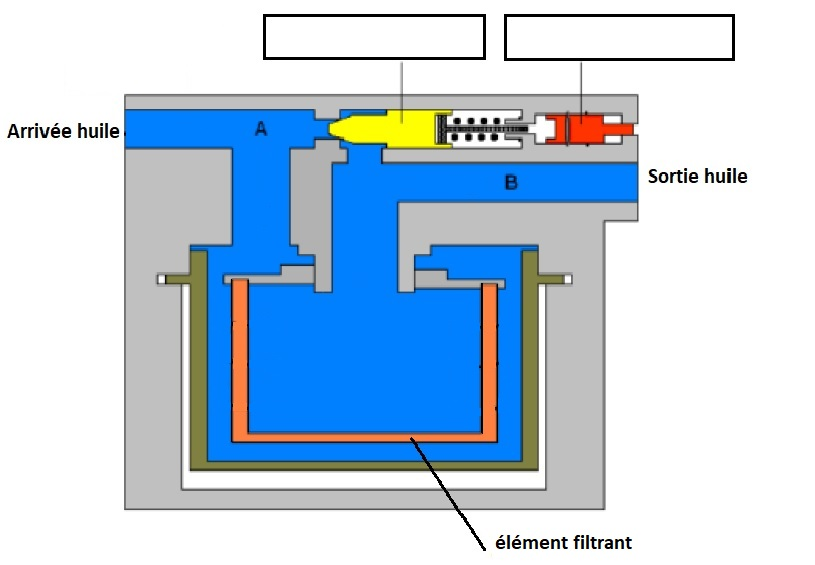 Arrivée huile
A
B
Sortie huile
élément filtrant